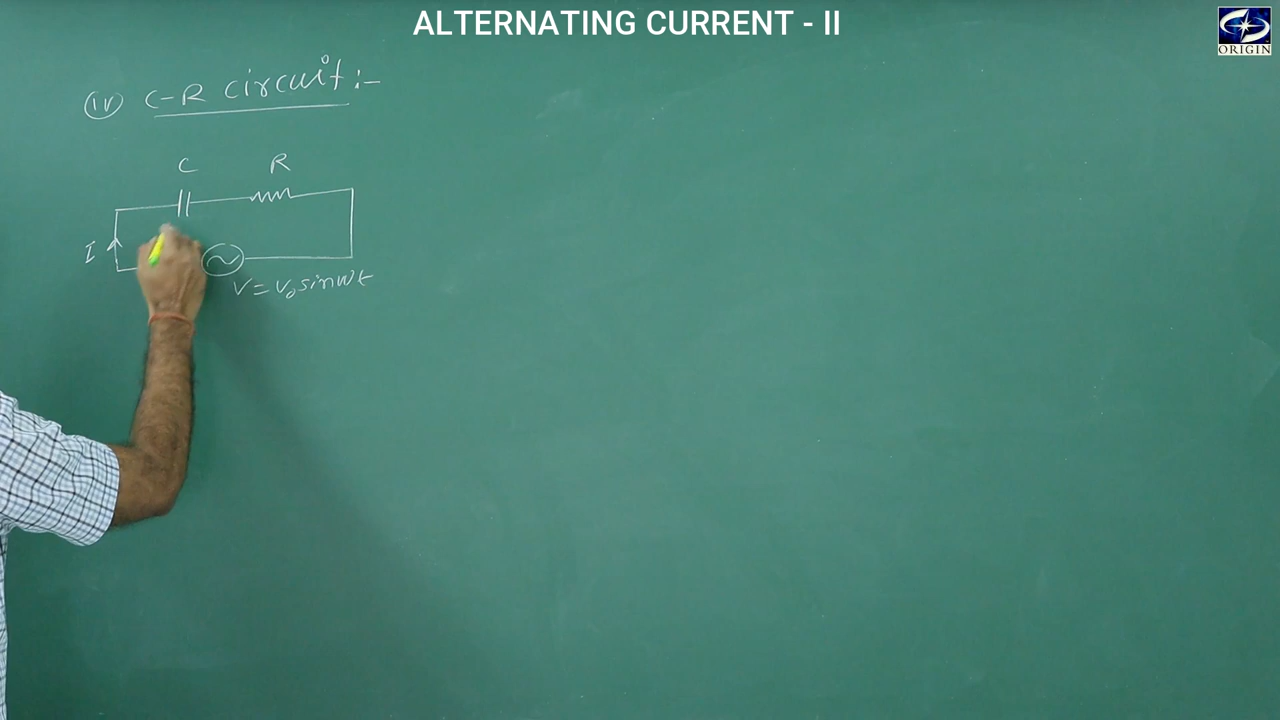 ALTERNATING CURRENT - II
ORIGIN
(iv) C-R circuit :-
C R
I
V = V₀ sinωt